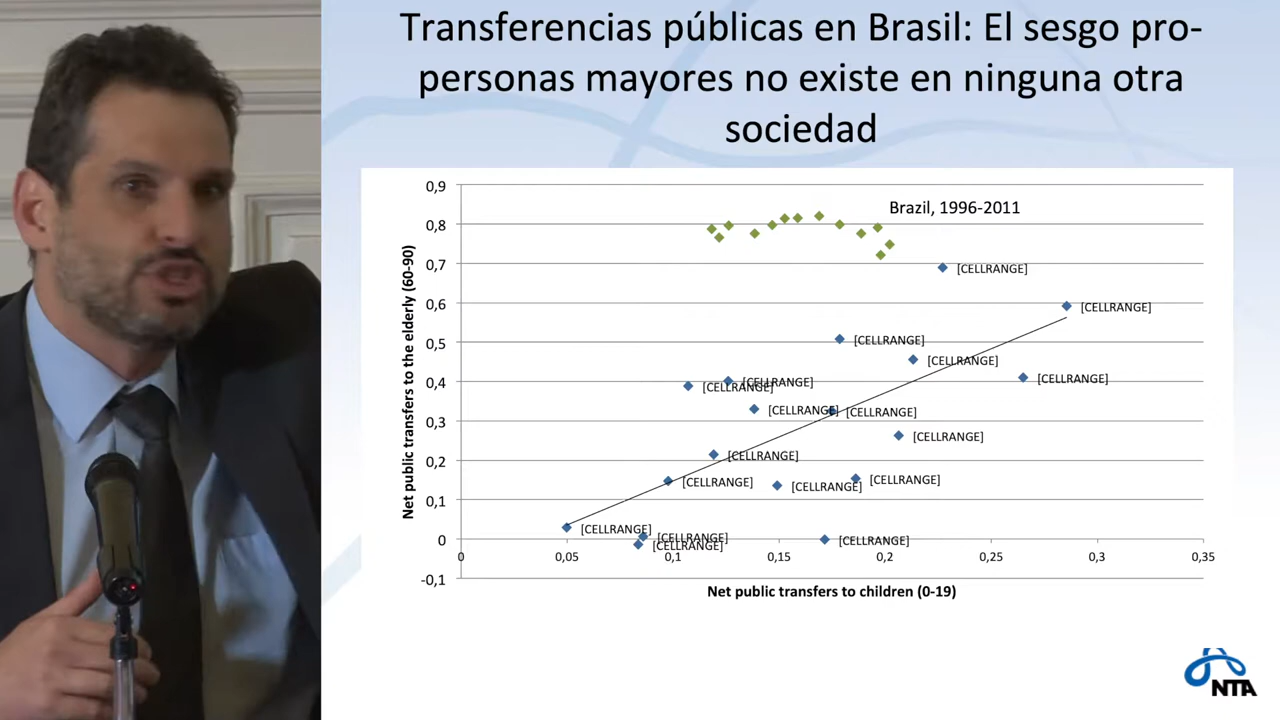 Transferencias públicas en Brasil: El sesgo pro-
personas mayores no existe en ninguna otra
sociedad
0,9
Brazil, 1996-2011
0,8
0,7
[CELLRANGE]
0,6
[CELLRANGE]
0,5
[CELLRANGE]
[CELLRANGE]
0,4
[CELLRANGE]
[CELLRANGE]
[CELLRANGE]
0,3
[CELLRANGE]
[CELLRANGE]
[CELLRANGE]
0,2
[CELLRANGE]
[CELLRANGE]
[CELLRANGE]
[CELLRANGE]
0,1
[CELLRANGE]
[CELLRANGE]
[CELLRANGE]
[CELLRANGE]
0
-0,1
0 0,05 0,1 0,15 0,2 0,25 0,3 0,35
Net public transfers to the elderly (60-90)
Net public transfers to children (0-19)
NTA